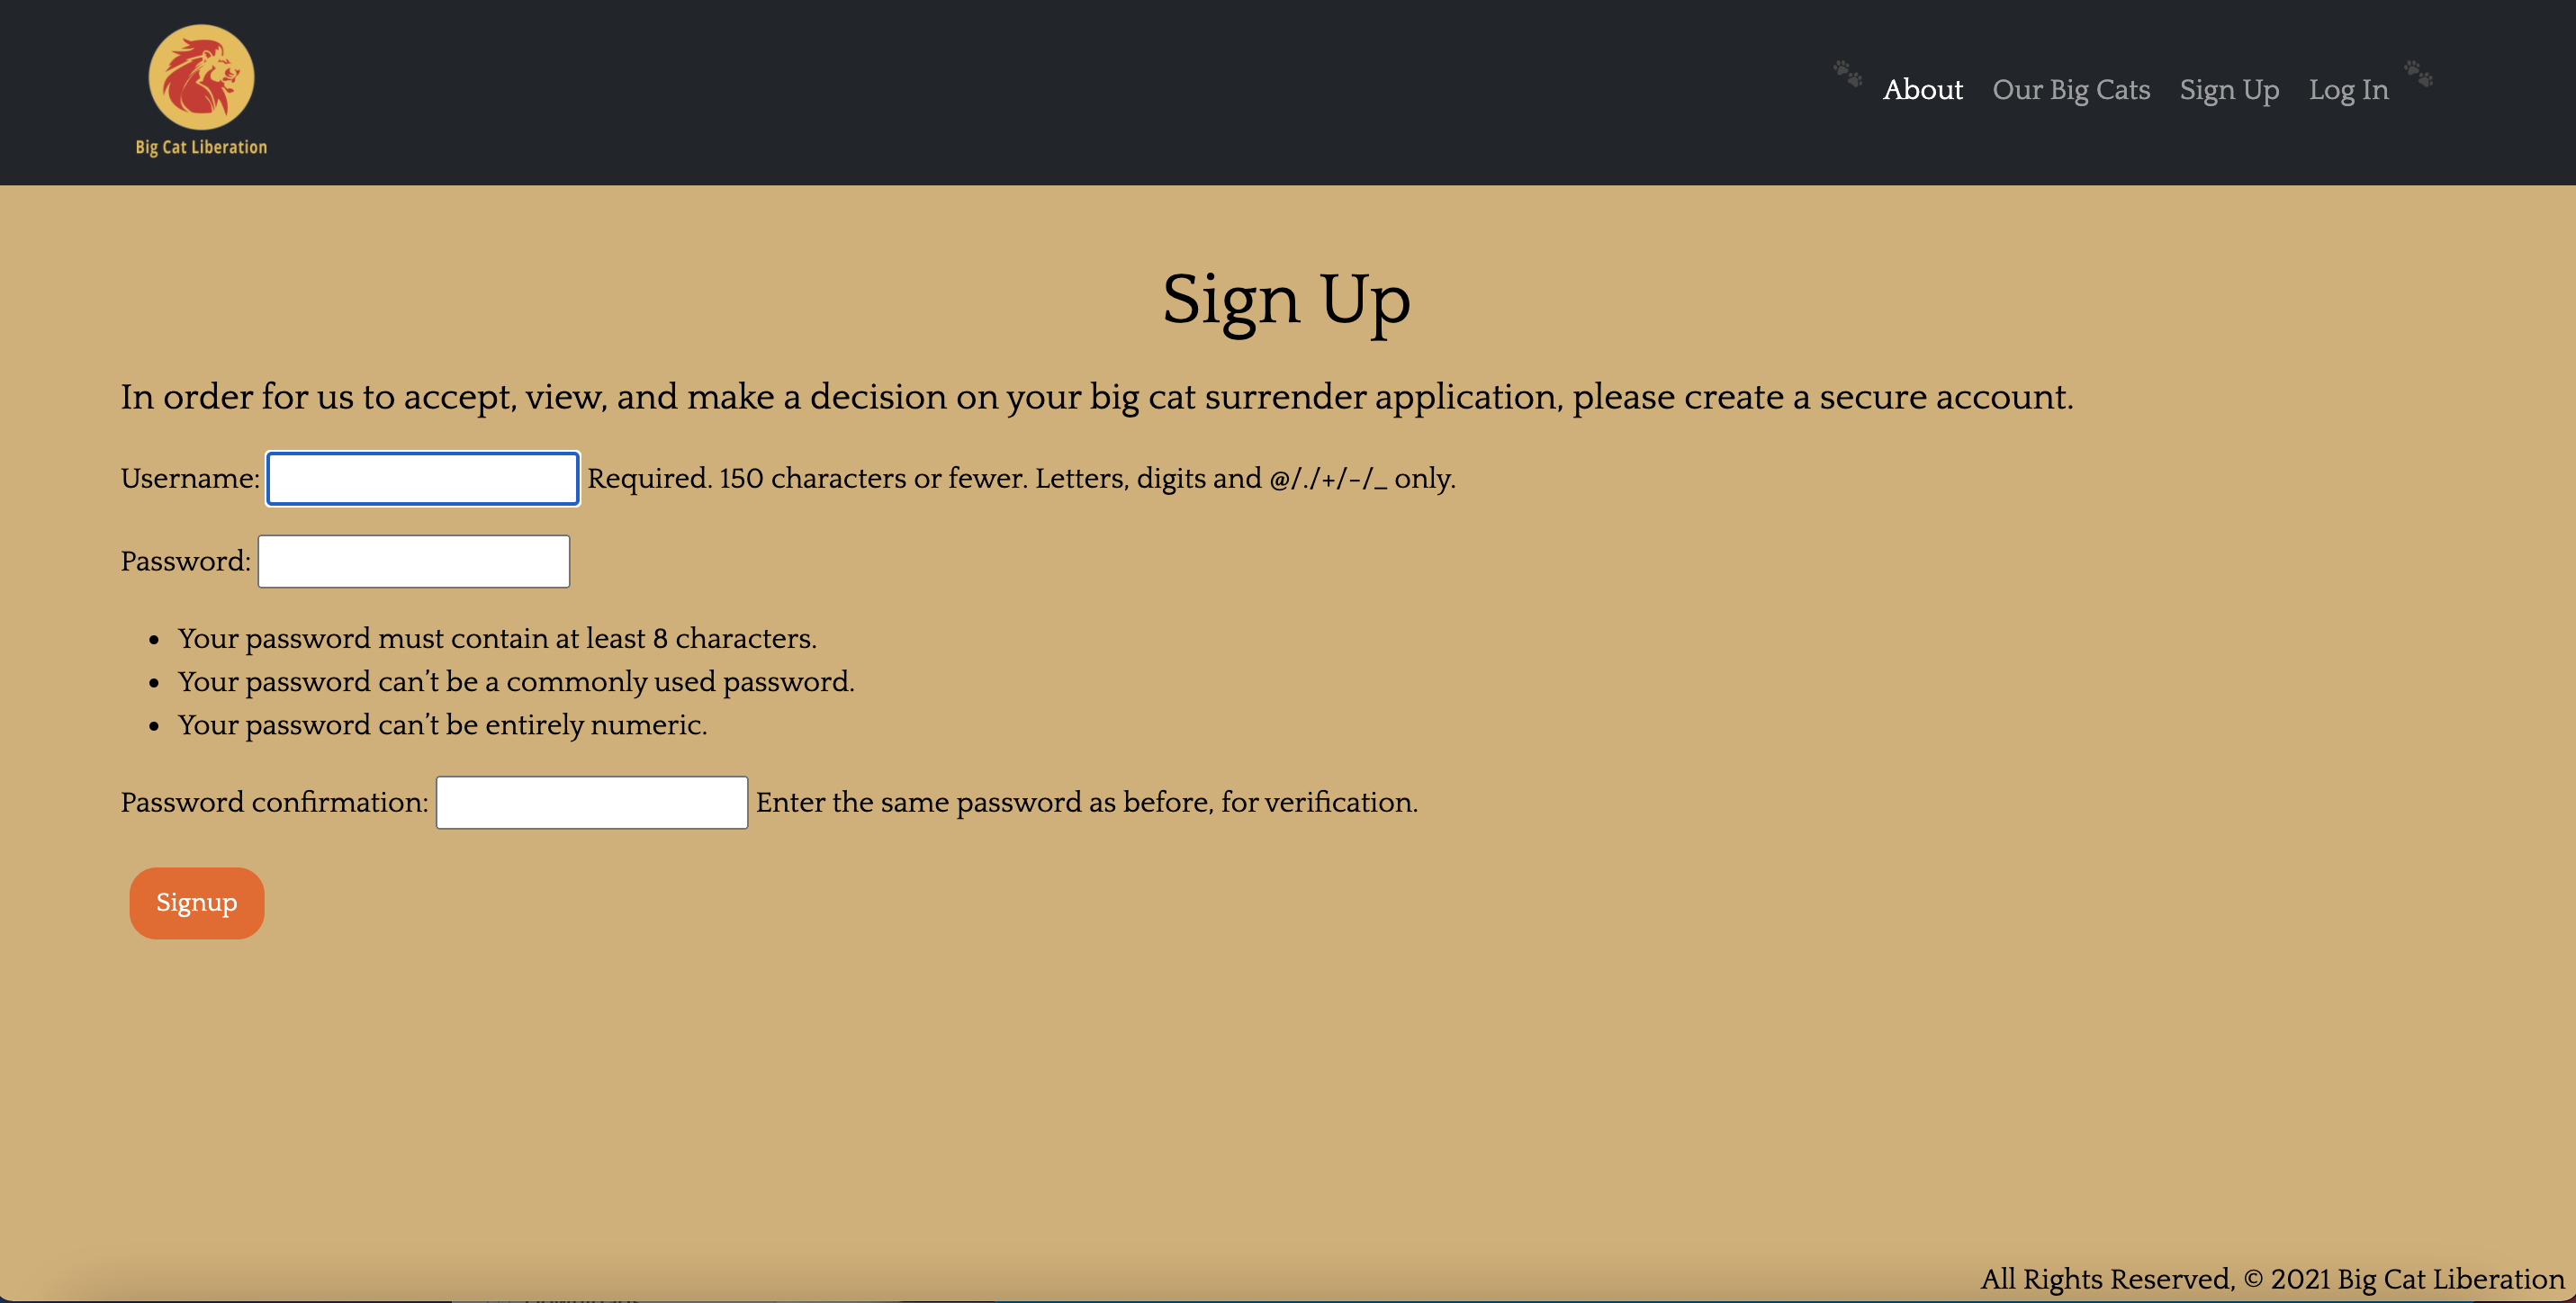 Big Cat Liberation
About Our Big Cats Sign Up Log In
Sign Up
In order for us to accept, view, and make a decision on your big cat surrender application, please create a secure account.
Username: Required. 150 characters or fewer. Letters, digits and @/./+/-/_ only.
Password:
• Your password must contain at least 8 characters.
• Your password can’t be a commonly used password.
• Your password can’t be entirely numeric.
Password confirmation: Enter the same password as before, for verification.
Signup
All Rights Reserved, © 2021 Big Cat Liberation